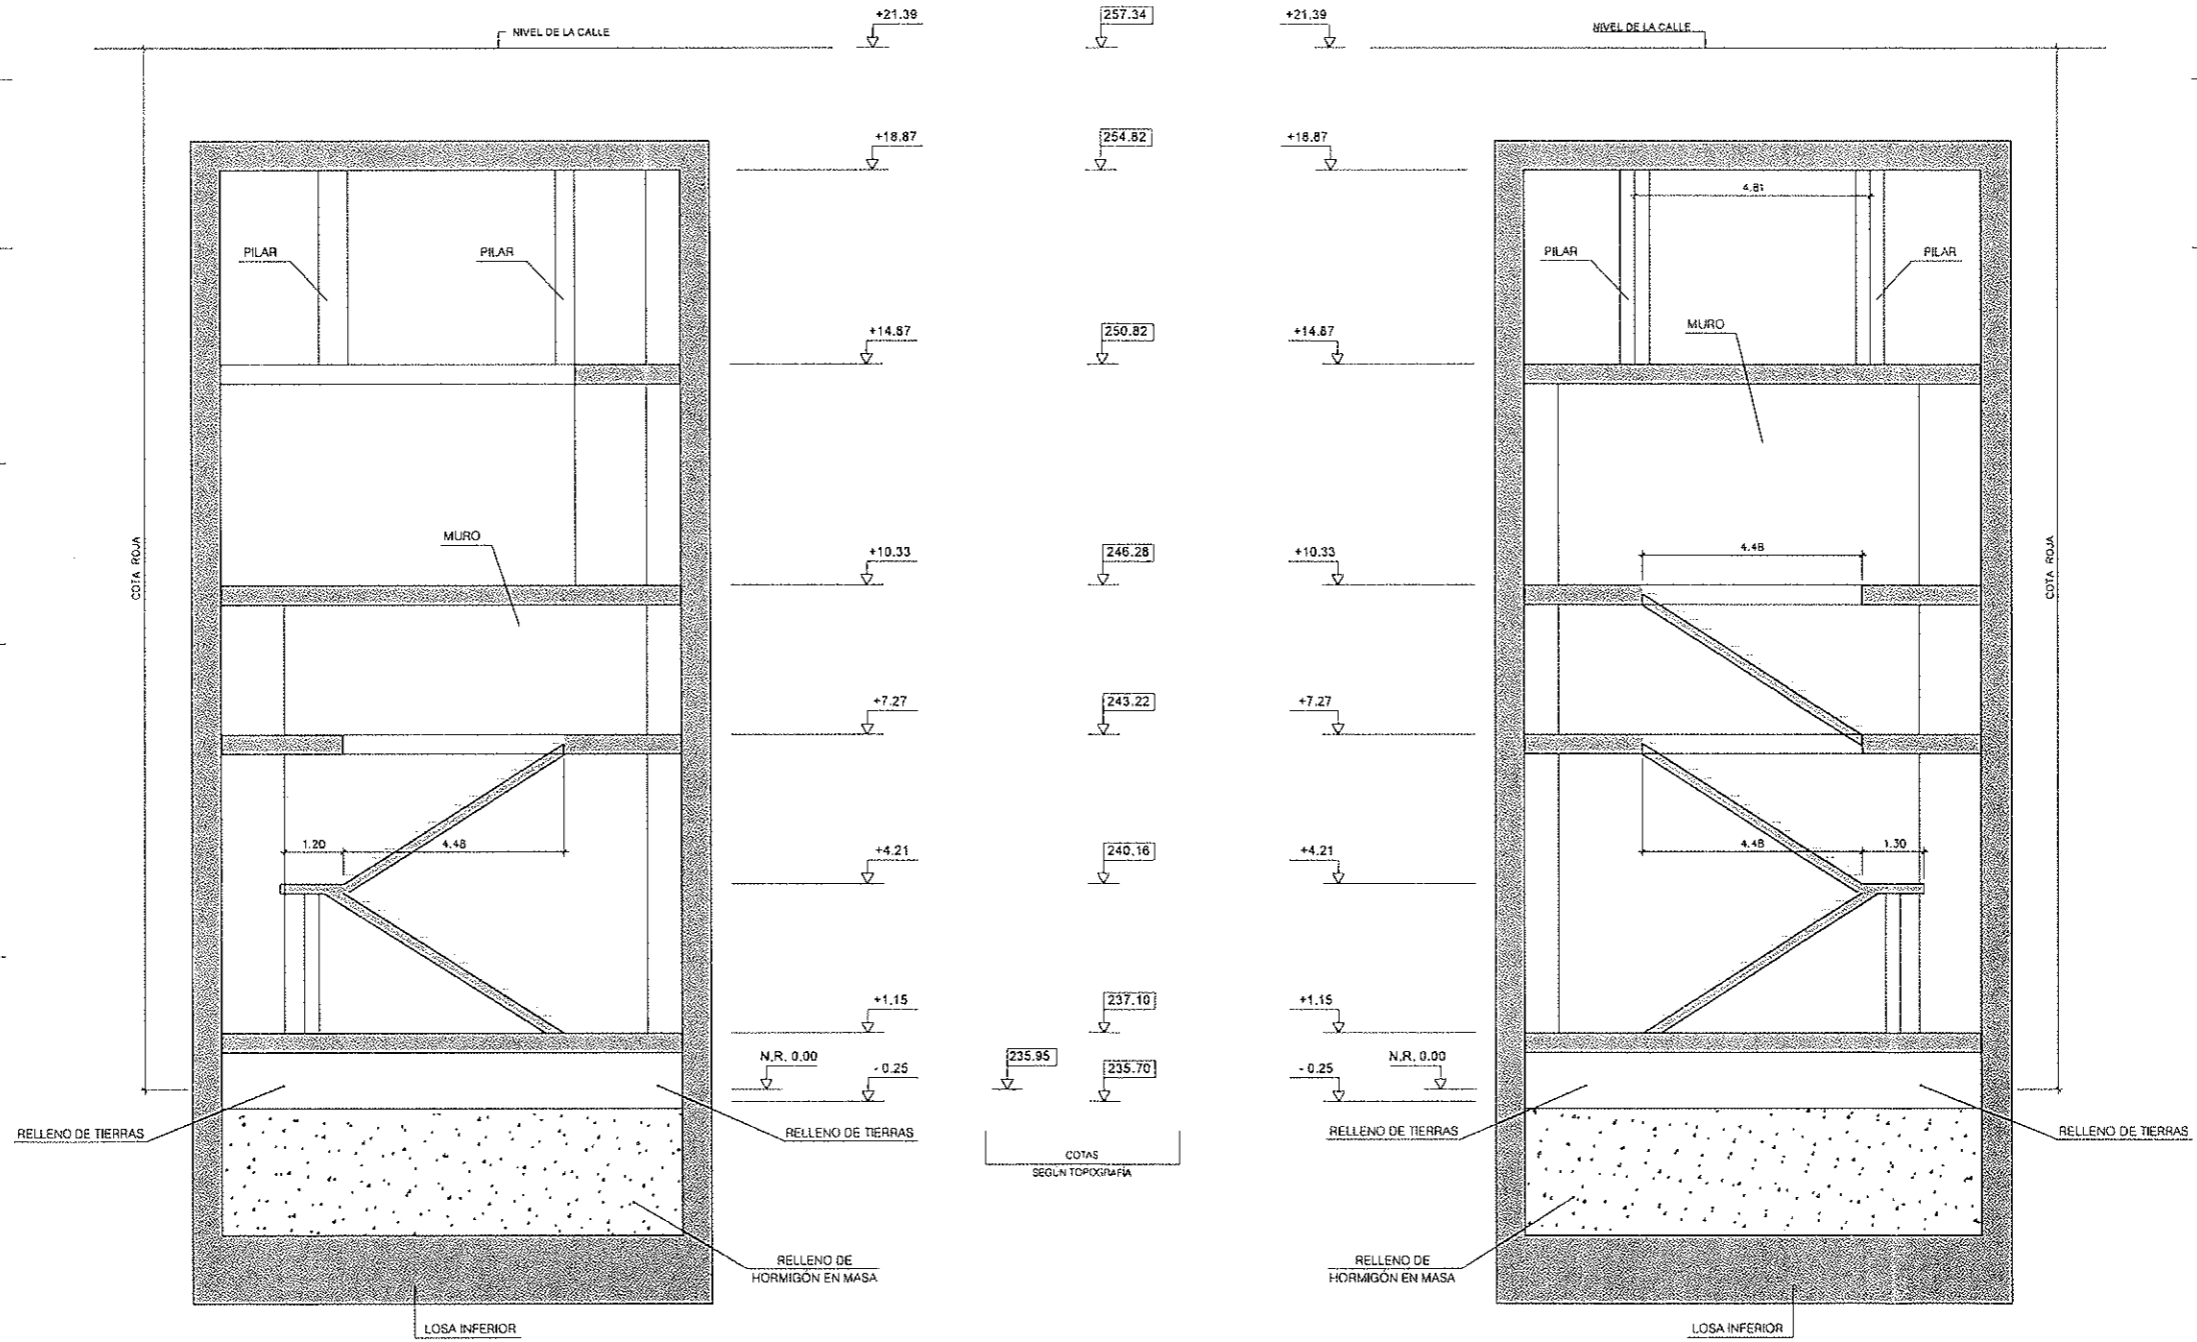 +21.39
257.34
+21.39
NIVEL DE LA CALLE
NIVEL DE LA CALLE
+18.87
254.82
+18.87
4.81
PILAR
PILAR
PILAR
PILAR
+14.87
250.82
+14.87
MURO
MURO
+10.33
246.28
+10.33
4.48
COTA ROJA
COTA ROJA
+7.27
243.22
+7.27
1.20
4.48
+4.21
240.16
+4.21
4.48
1.30
+1.15
237.10
+1.15
N.R. 0.00
235.95
N.R. 0.00
- 0.25
235.70
- 0.25
RELLENO DE TIERRAS
RELLENO DE TIERRAS
RELLENO DE TIERRAS
RELLENO DE TIERRAS
COTAS
SEGUN TOPOGRAFÍA
RELLENO DE
HORMIGÓN EN MASA
RELLENO DE
HORMIGÓN EN MASA
LOSA INFERIOR
LOSA INFERIOR